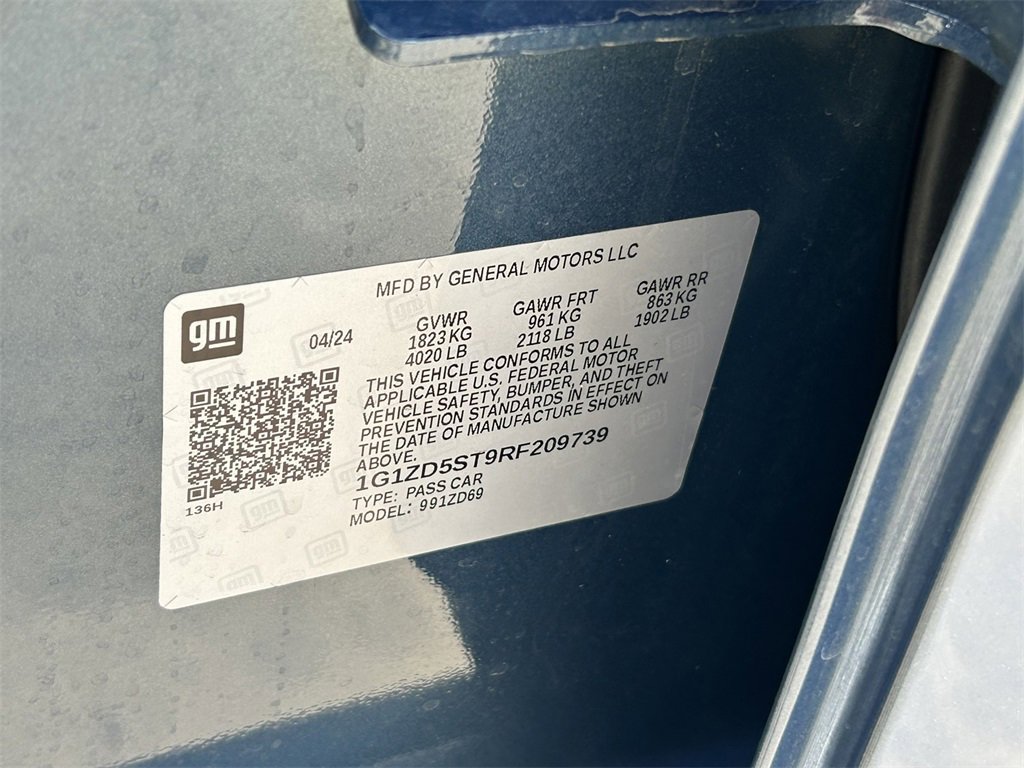 MFD BY GENERAL MOTORS LLC
gm
04/24
GVWR
1823 KG
4020 LB
GAWR FRT
961 KG
2118 LB
GAWR RR
863 KG
1902 LB
THIS VEHICLE CONFORMS TO ALL
APPLICABLE U.S. FEDERAL MOTOR
VEHICLE SAFETY, BUMPER, AND THEFT
PREVENTION STANDARDS IN EFFECT ON
THE DATE OF MANUFACTURE SHOWN
ABOVE.
1G1ZD5ST9RF209739
TYPE: PASS CAR
MODEL: 991ZD69
136H